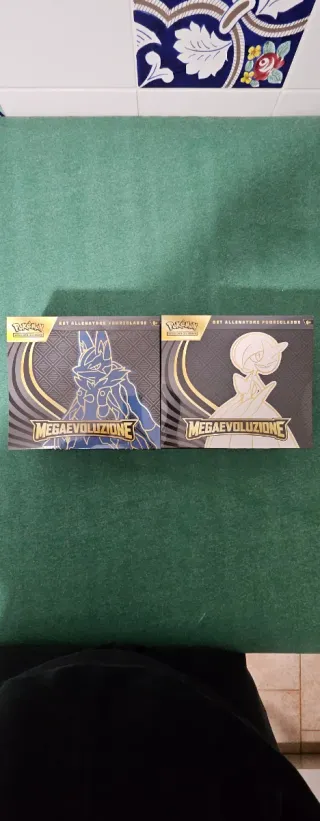 Pokémon
SET ALLENATORE FUORICLASSE
MEGAEVOLUZIONE
Pokémon
SET ALLENATORE FUORICLASSE
MEGAEVOLUZIONE